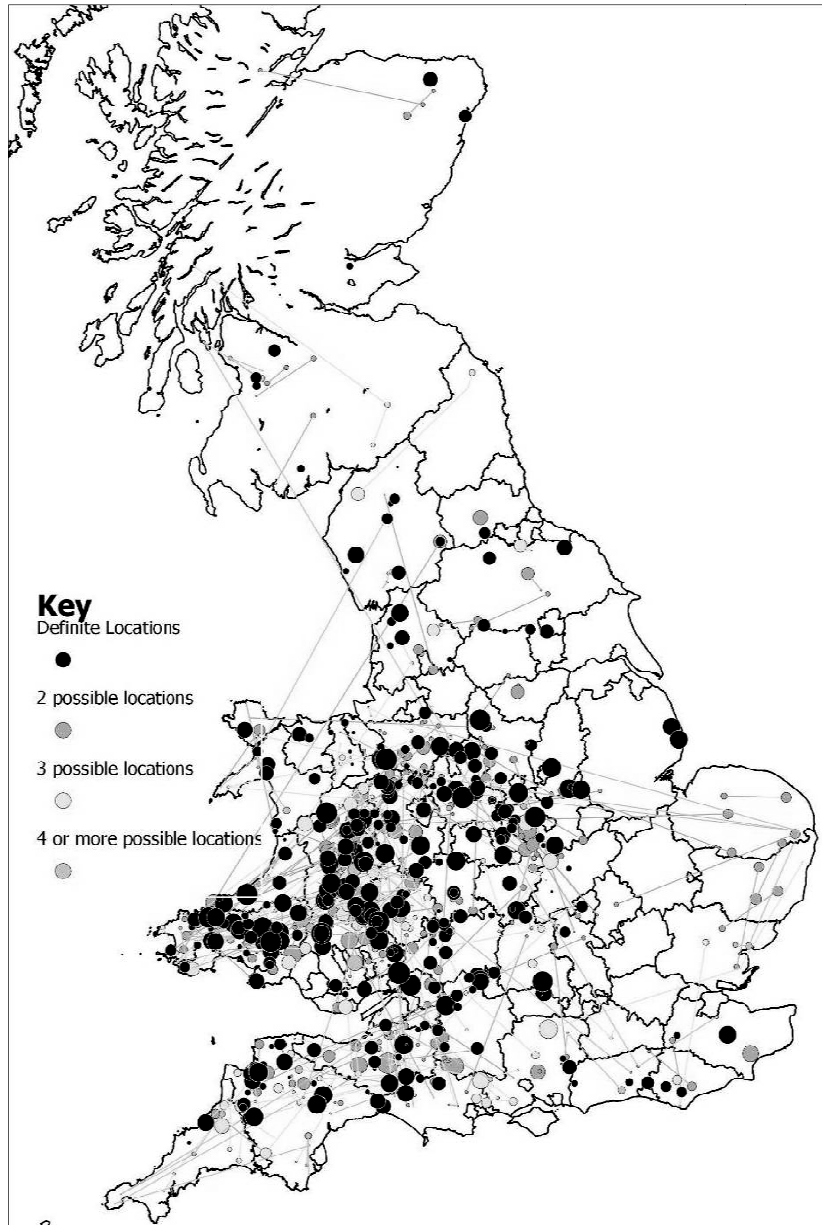 Key
Definite Locations
2 possible locations
3 possible locations
4 or more possible locations